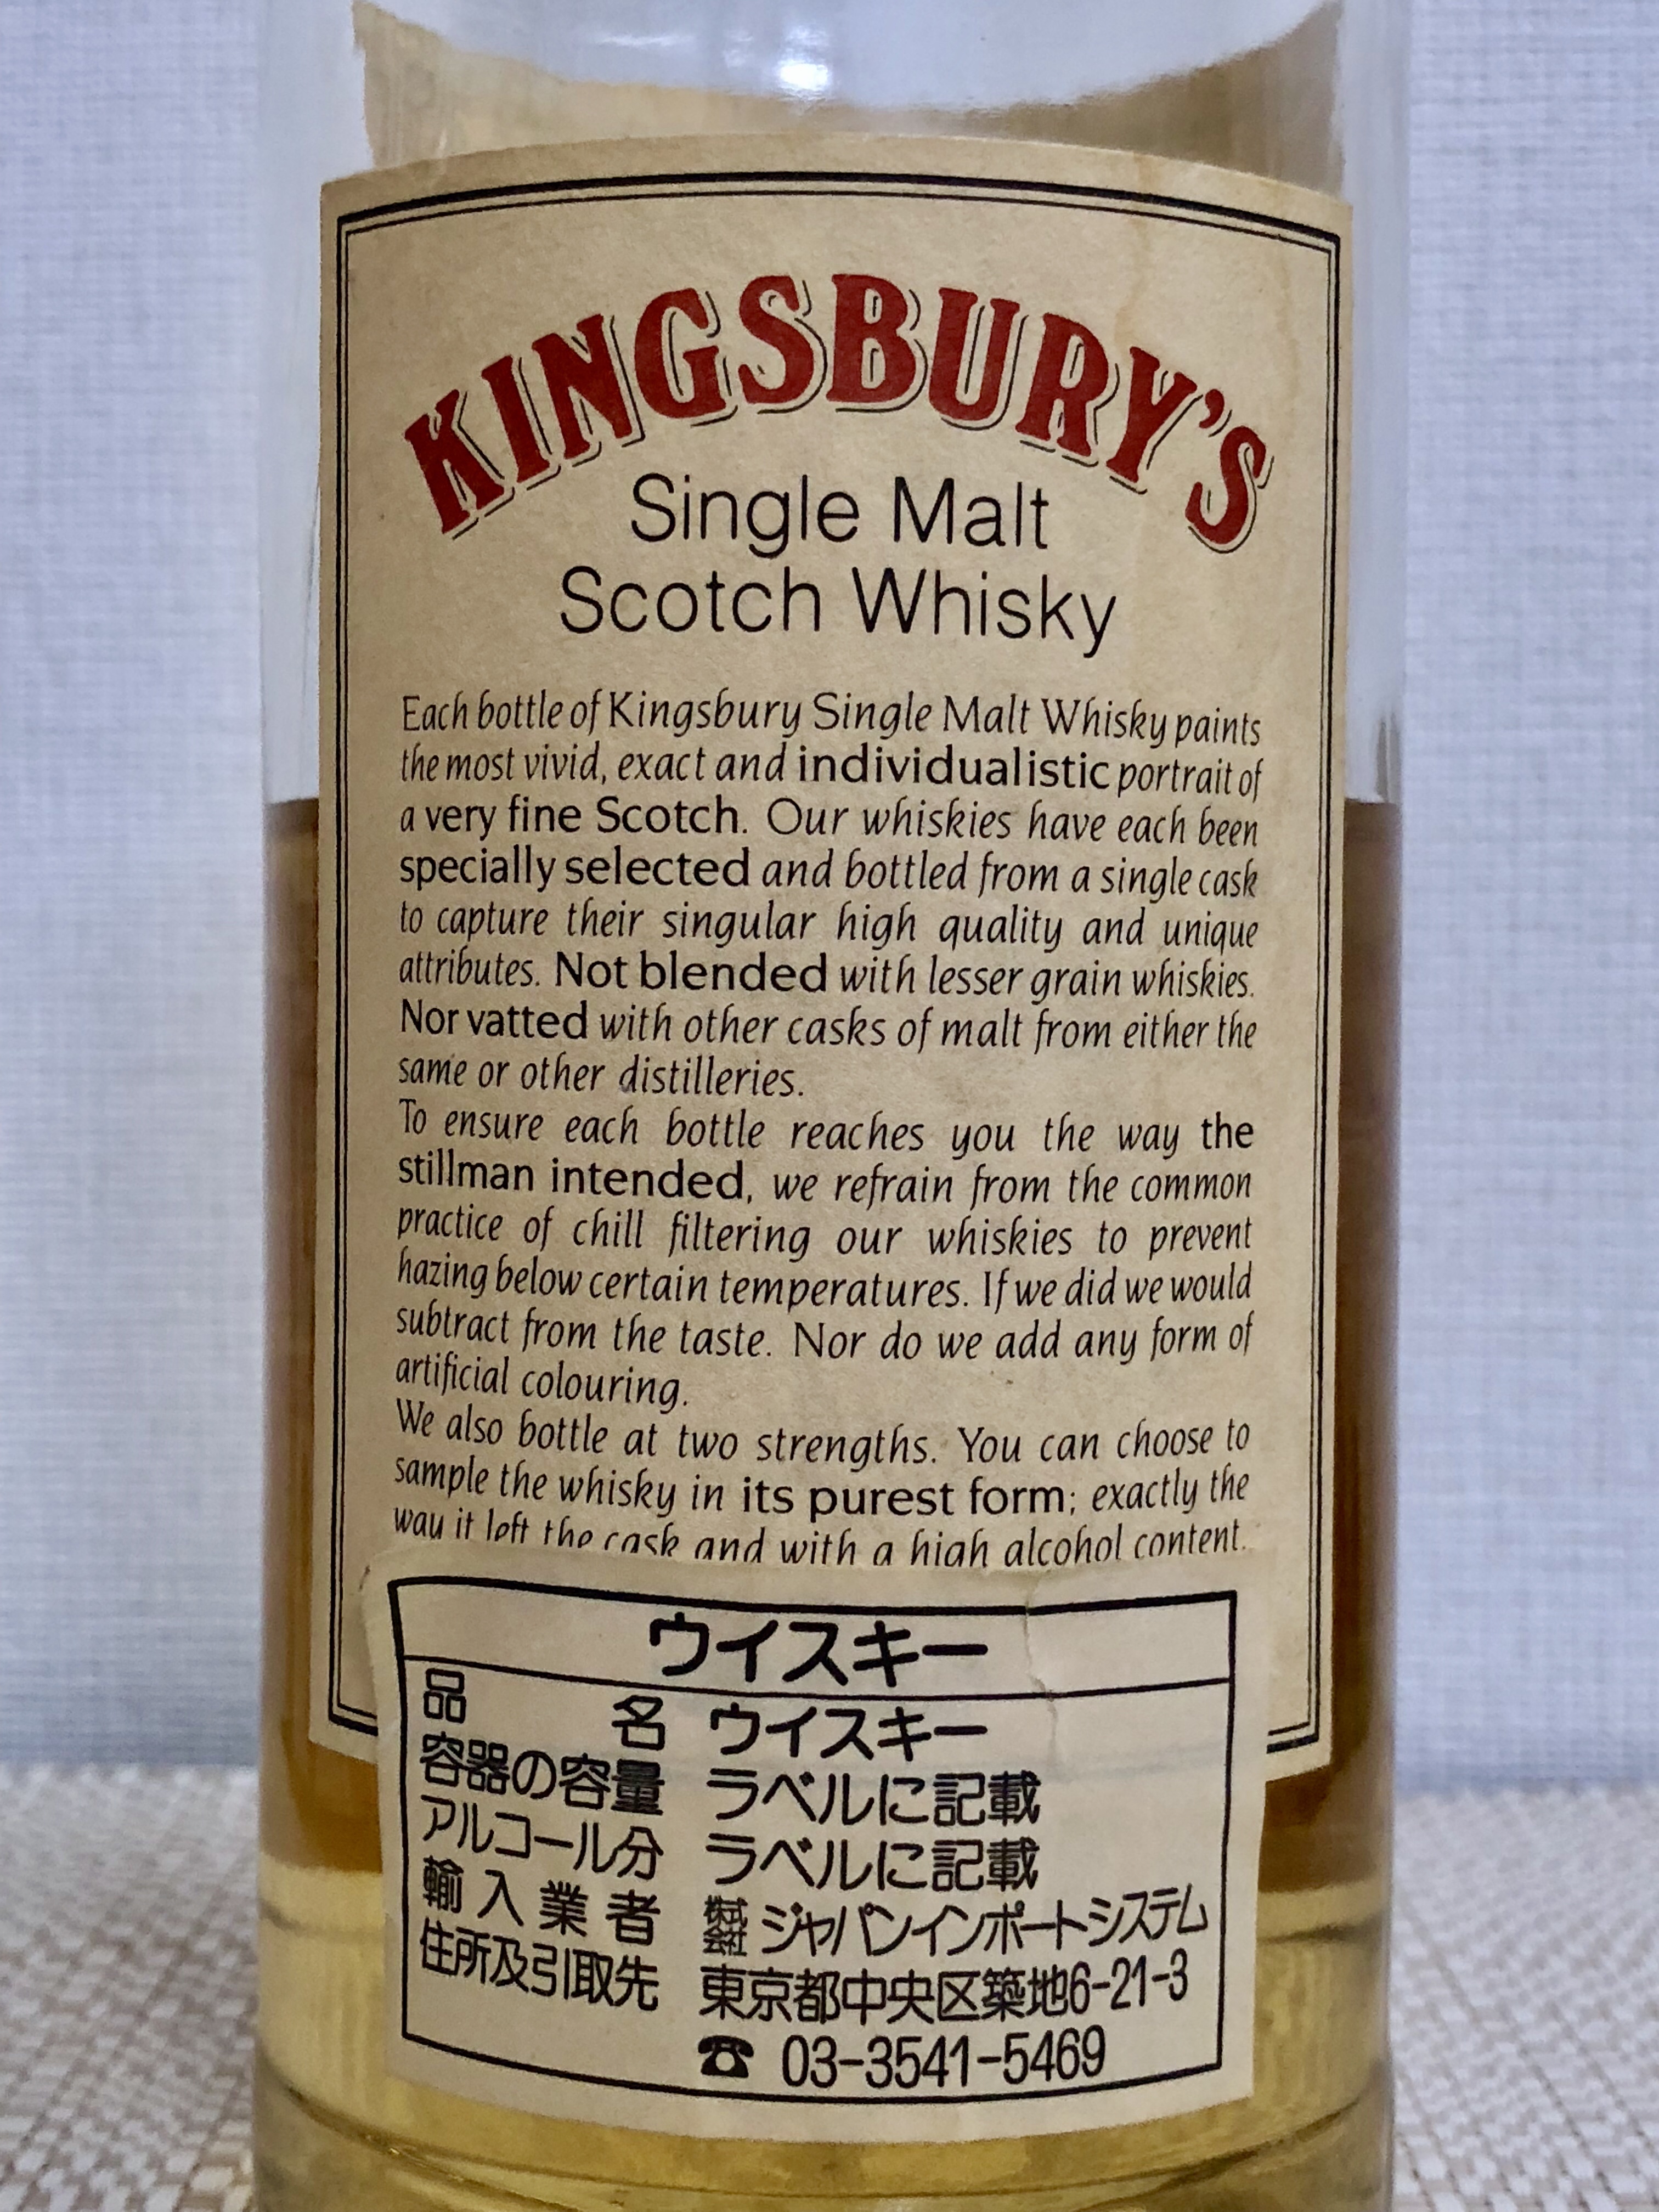 KINGSBURY'S
Single Malt
Scotch Whisky
Each bottle of Kingsbury Single Malt Whisky paints
the most vivid, exact and individualistic portrait of
a very fine Scotch. Our whiskies have each been
specially selected and bottled from a single cask
to capture their singular high quality and unique
attributes. Not blended with lesser grain whiskies.
Nor vatted with other casks of malt from either the
same or other distilleries.
To ensure each bottle reaches you the way the
stillman intended, we refrain from the common
practice of chill filtering our whiskies to prevent
hazing below certain temperatures. If we did we would
subtract from the taste. Nor do we add any form of
artificial colouring.
We also bottle at two strengths. You can choose to
sample the whisky in its purest form; exactly the
way it left the cask and with a high alcohol content.
ウイスキー
品名 ウイスキー
容器の容量 ラベルに記載
アルコール分 ラベルに記載
輸入業者 株式会社 ジャパンインポートシステム
住所及引取先 東京都中央区築地6-21-3
☎ 03-3541-5469